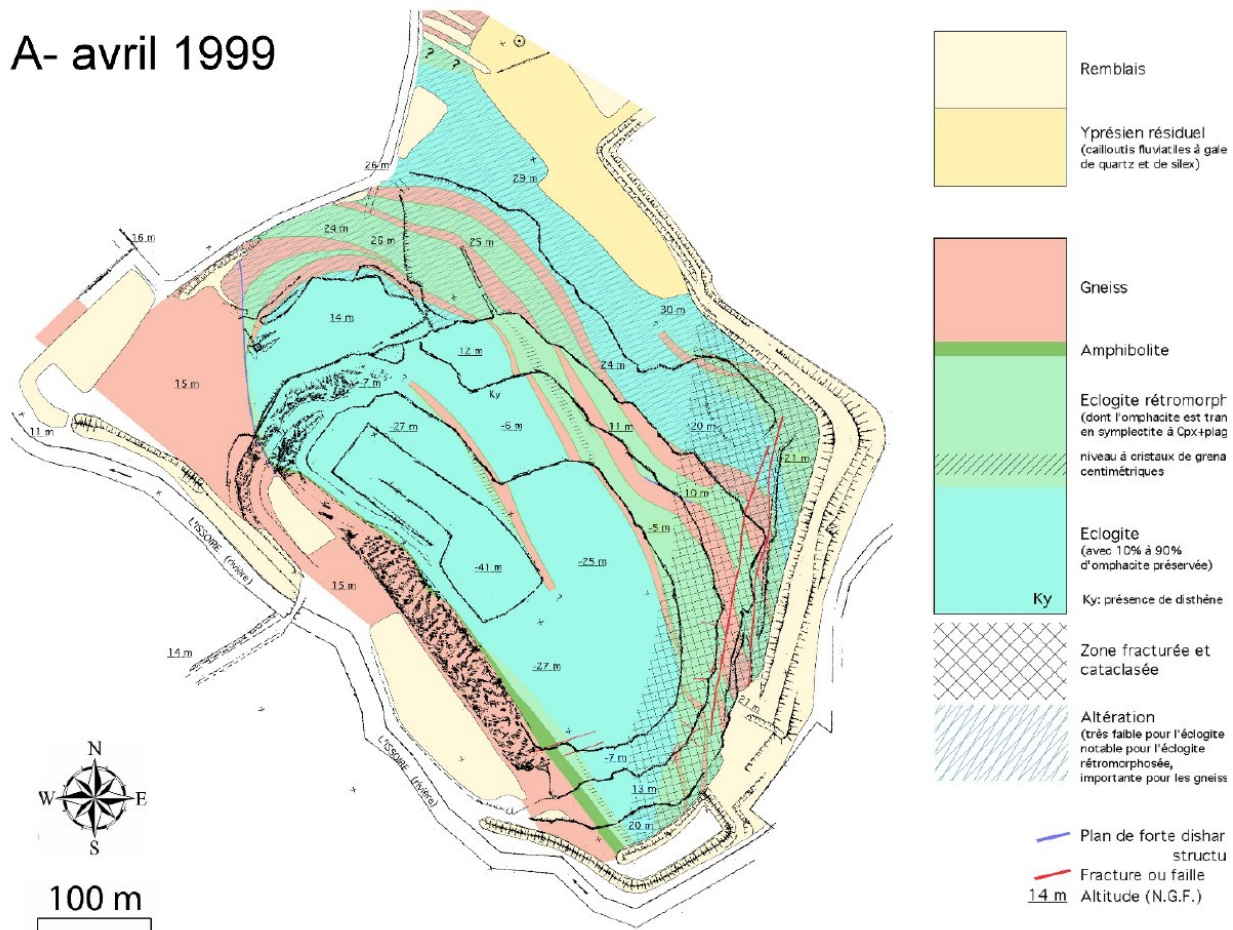 A- avril 1999
26 m
29 m
16 m
24 m
26 m
25 m
30 m
14 m
12 m
24 m
-7 m
Ky
15 m
11 m
-27 m
-6 m
11 m
-20 m
21 m
10 m
-5 m
-41 m
-25 m
L'ISSOIRE (rivière)
15 m
14 m
-27 m
21 m
-7 m
13 m
20 m
L'ISSOIRE (rivière)
N
W E
S
100 m
? ?
?
?
Remblais
Yprésien résiduel
(cailloutis fluviatiles à gale
de quartz et de silex)
Gneiss
Amphibolite
Eclogite rétromorph
(dont l'omphacite est tran
en symplectite à Cpx+plag
niveau à cristaux de grena
centimétriques
Eclogite
(avec 10% à 90%
d'omphacite préservée)
Ky
Ky: présence de disthène
Zone fracturée et
cataclasée
Altération
(très faible pour l'éclogite
notable pour l'éclogite
rétromorphosée,
importante pour les gneiss
Plan de forte dishar
structu
Fracture ou faille
14 m Altitude (N.G.F.)